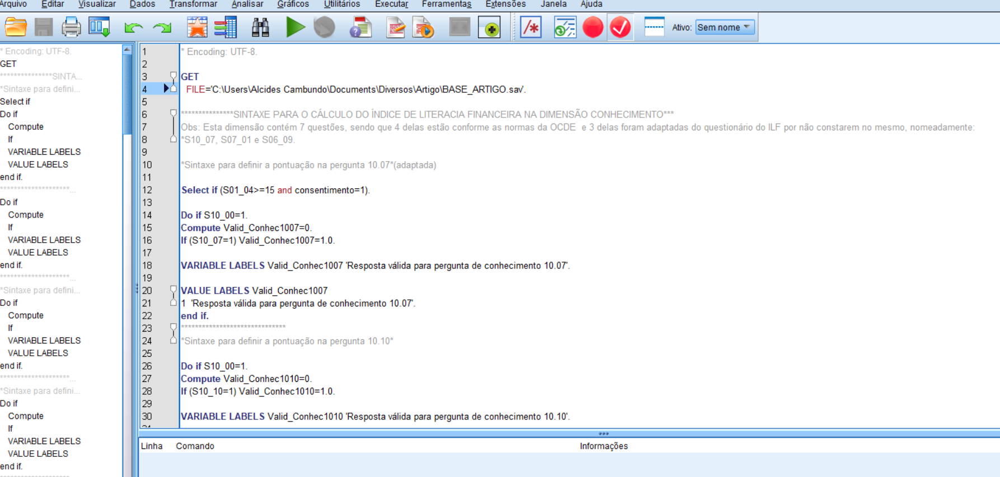 Arquivo Editar Visualizar Dados Transformar Analisar Gráficos Utilitários Executar Ferramentas Extensões Janela Ajuda
Ativo: Sem nome
* Encoding: UTF-8.
GET
***************SINTA...
*Sintaxe para defini...
Select if
Do if
Compute
If
VARIABLE LABELS
VALUE LABELS
end if.
********************...
Do if
Compute
If
VARIABLE LABELS
VALUE LABELS
end if.
********************...
*Sintaxe para defini...
Do if
Compute
If
VARIABLE LABELS
VALUE LABELS
end if.
********************...
*Sintaxe para defini...
Do if
Compute
If
VARIABLE LABELS
VALUE LABELS
end if.
1 * Encoding: UTF-8.
2
3 GET
4 FILE='C:\Users\Alcides Cambundo\Documents\Diversos\Artigo\BASE_ARTIGO.sav'.
5
6 ***************SINTAXE PARA O CÁLCULO DO ÍNDICE DE LITERACIA FINANCEIRA NA DIMENSÃO CONHECIMENTO***
7 Obs: Esta dimensão contém 7 questões, sendo que 4 delas estão conforme as normas da OCDE e 3 delas foram adaptadas do questionário do ILF por não constarem no mesmo, nomeadamente:
8 *S10_07, S07_01 e S06_09.
9
10 *Sintaxe para definir a pontuação na pergunta 10.07*(adaptada)
11
12 Select if (S01_04>=15 and consentimento=1).
13
14 Do if S10_00=1.
15 Compute Valid_Conhec1007=0.
16 If (S10_07=1) Valid_Conhec1007=1.0.
17
18 VARIABLE LABELS Valid_Conhec1007 'Resposta válida para pergunta de conhecimento 10.07'.
19
20 VALUE LABELS Valid_Conhec1007
21 1 'Resposta válida para pergunta de conhecimento 10.07'.
22 end if.
23 ******************************
24 *Sintaxe para definir a pontuação na pergunta 10.10*
25
26 Do if S10_00=1.
27 Compute Valid_Conhec1010=0.
28 If (S10_10=1) Valid_Conhec1010=1.0.
29
30 VARIABLE LABELS Valid_Conhec1010 'Resposta válida para pergunta de conhecimento 10.10'.
Linha Comando Informações